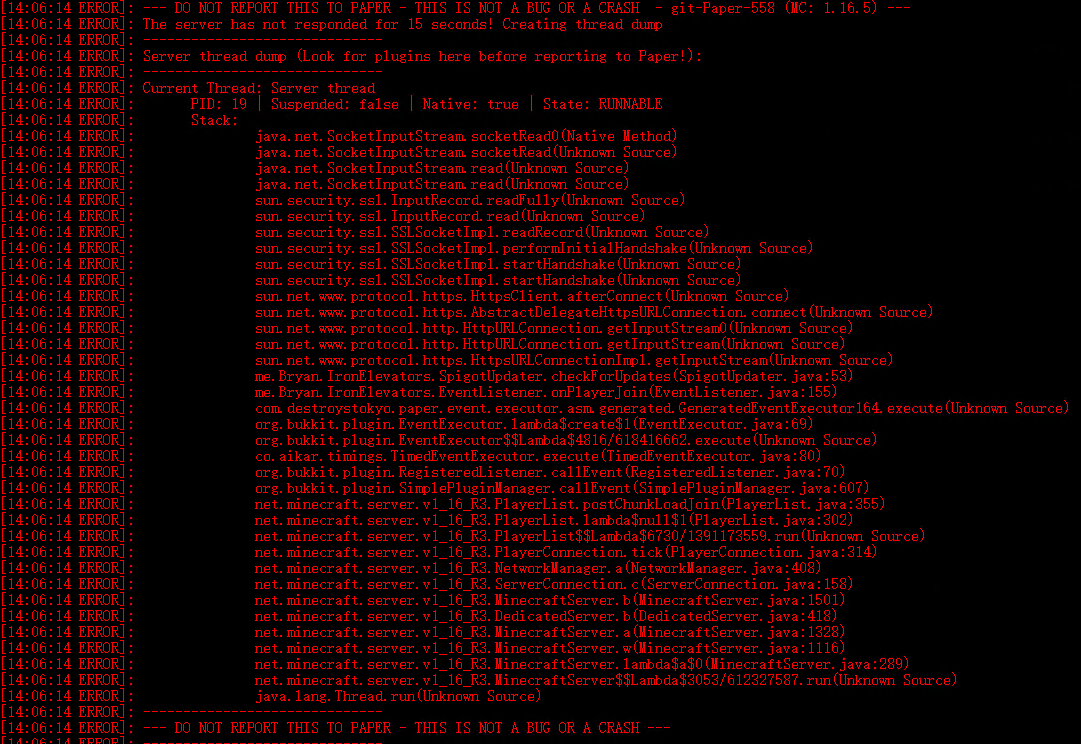 [14:06:14 ERROR]: --- DO NOT REPORT THIS TO PAPER - THIS IS NOT A BUG OR A CRASH  - git-Paper-558 (MC: 1.16.5) ---
[14:06:14 ERROR]: The server has not responded for 15 seconds! Creating thread dump
[14:06:14 ERROR]: ------------------------------
[14:06:14 ERROR]: Server thread dump (Look for plugins here before reporting to Paper!):
[14:06:14 ERROR]: ------------------------------
[14:06:14 ERROR]: Current Thread: Server thread
[14:06:14 ERROR]:       PID: 19 | Suspended: false | Native: true | State: RUNNABLE
[14:06:14 ERROR]:       Stack:
[14:06:14 ERROR]:               java.net.SocketInputStream.socketRead0(Native Method)
[14:06:14 ERROR]:               java.net.SocketInputStream.socketRead(Unknown Source)
[14:06:14 ERROR]:               java.net.SocketInputStream.read(Unknown Source)
[14:06:14 ERROR]:               java.net.SocketInputStream.read(Unknown Source)
[14:06:14 ERROR]:               sun.security.ssl.InputRecord.readFully(Unknown Source)
[14:06:14 ERROR]:               sun.security.ssl.InputRecord.read(Unknown Source)
[14:06:14 ERROR]:               sun.security.ssl.SSLSocketImpl.readRecord(Unknown Source)
[14:06:14 ERROR]:               sun.security.ssl.SSLSocketImpl.performInitialHandshake(Unknown Source)
[14:06:14 ERROR]:               sun.security.ssl.SSLSocketImpl.startHandshake(Unknown Source)
[14:06:14 ERROR]:               sun.security.ssl.SSLSocketImpl.startHandshake(Unknown Source)
[14:06:14 ERROR]:               sun.net.www.protocol.https.HttpsClient.afterConnect(Unknown Source)
[14:06:14 ERROR]:               sun.net.www.protocol.https.AbstractDelegateHttpsURLConnection.connect(Unknown Source)
[14:06:14 ERROR]:               sun.net.www.protocol.http.HttpURLConnection.getInputStream0(Unknown Source)
[14:06:14 ERROR]:               sun.net.www.protocol.http.HttpURLConnection.getInputStream(Unknown Source)
[14:06:14 ERROR]:               sun.net.www.protocol.https.HttpsURLConnectionImpl.getInputStream(Unknown Source)
[14:06:14 ERROR]:               me.Bryan.IronElevators.SpigotUpdater.checkForUpdates(SpigotUpdater.java:53)
[14:06:14 ERROR]:               me.Bryan.IronElevators.EventListener.onPlayerJoin(EventListener.java:155)
[14:06:14 ERROR]:               com.destroystokyo.paper.event.executor.asm.generated.GeneratedEventExecutor164.execute(Unknown Source)
[14:06:14 ERROR]:               org.bukkit.plugin.EventExecutor.lambda$create$1(EventExecutor.java:69)
[14:06:14 ERROR]:               org.bukkit.plugin.EventExecutor$$Lambda$4816/618416662.execute(Unknown Source)
[14:06:14 ERROR]:               co.aikar.timings.TimedEventExecutor.execute(TimedEventExecutor.java:80)
[14:06:14 ERROR]:               org.bukkit.plugin.RegisteredListener.callEvent(RegisteredListener.java:70)
[14:06:14 ERROR]:               org.bukkit.plugin.SimplePluginManager.callEvent(SimplePluginManager.java:607)
[14:06:14 ERROR]:               net.minecraft.server.v1_16_R3.PlayerList.postChunkLoadJoin(PlayerList.java:355)
[14:06:14 ERROR]:               net.minecraft.server.v1_16_R3.PlayerList.lambda$null$1(PlayerList.java:302)
[14:06:14 ERROR]:               net.minecraft.server.v1_16_R3.PlayerList$$Lambda$6730/1391173559.run(Unknown Source)
[14:06:14 ERROR]:               net.minecraft.server.v1_16_R3.PlayerConnection.tick(PlayerConnection.java:314)
[14:06:14 ERROR]:               net.minecraft.server.v1_16_R3.NetworkManager.a(NetworkManager.java:408)
[14:06:14 ERROR]:               net.minecraft.server.v1_16_R3.ServerConnection.c(ServerConnection.java:158)
[14:06:14 ERROR]:               net.minecraft.server.v1_16_R3.MinecraftServer.b(MinecraftServer.java:1501)
[14:06:14 ERROR]:               net.minecraft.server.v1_16_R3.DedicatedServer.b(DedicatedServer.java:413)
[14:06:14 ERROR]:               net.minecraft.server.v1_16_R3.MinecraftServer.a(MinecraftServer.java:1328)
[14:06:14 ERROR]:               net.minecraft.server.v1_16_R3.MinecraftServer.w(MinecraftServer.java:1116)
[14:06:14 ERROR]:               net.minecraft.server.v1_16_R3.MinecraftServer.lambda$a$0(MinecraftServer.java:289)
[14:06:14 ERROR]:               net.minecraft.server.v1_16_R3.MinecraftServer$$Lambda$3053/612327587.run(Unknown Source)
[14:06:14 ERROR]:               java.lang.Thread.run(Unknown Source)
[14:06:14 ERROR]: ------------------------------
[14:06:14 ERROR]: --- DO NOT REPORT THIS TO PAPER - THIS IS NOT A BUG OR A CRASH ---
[14:06:14 ERROR]: ------------------------------